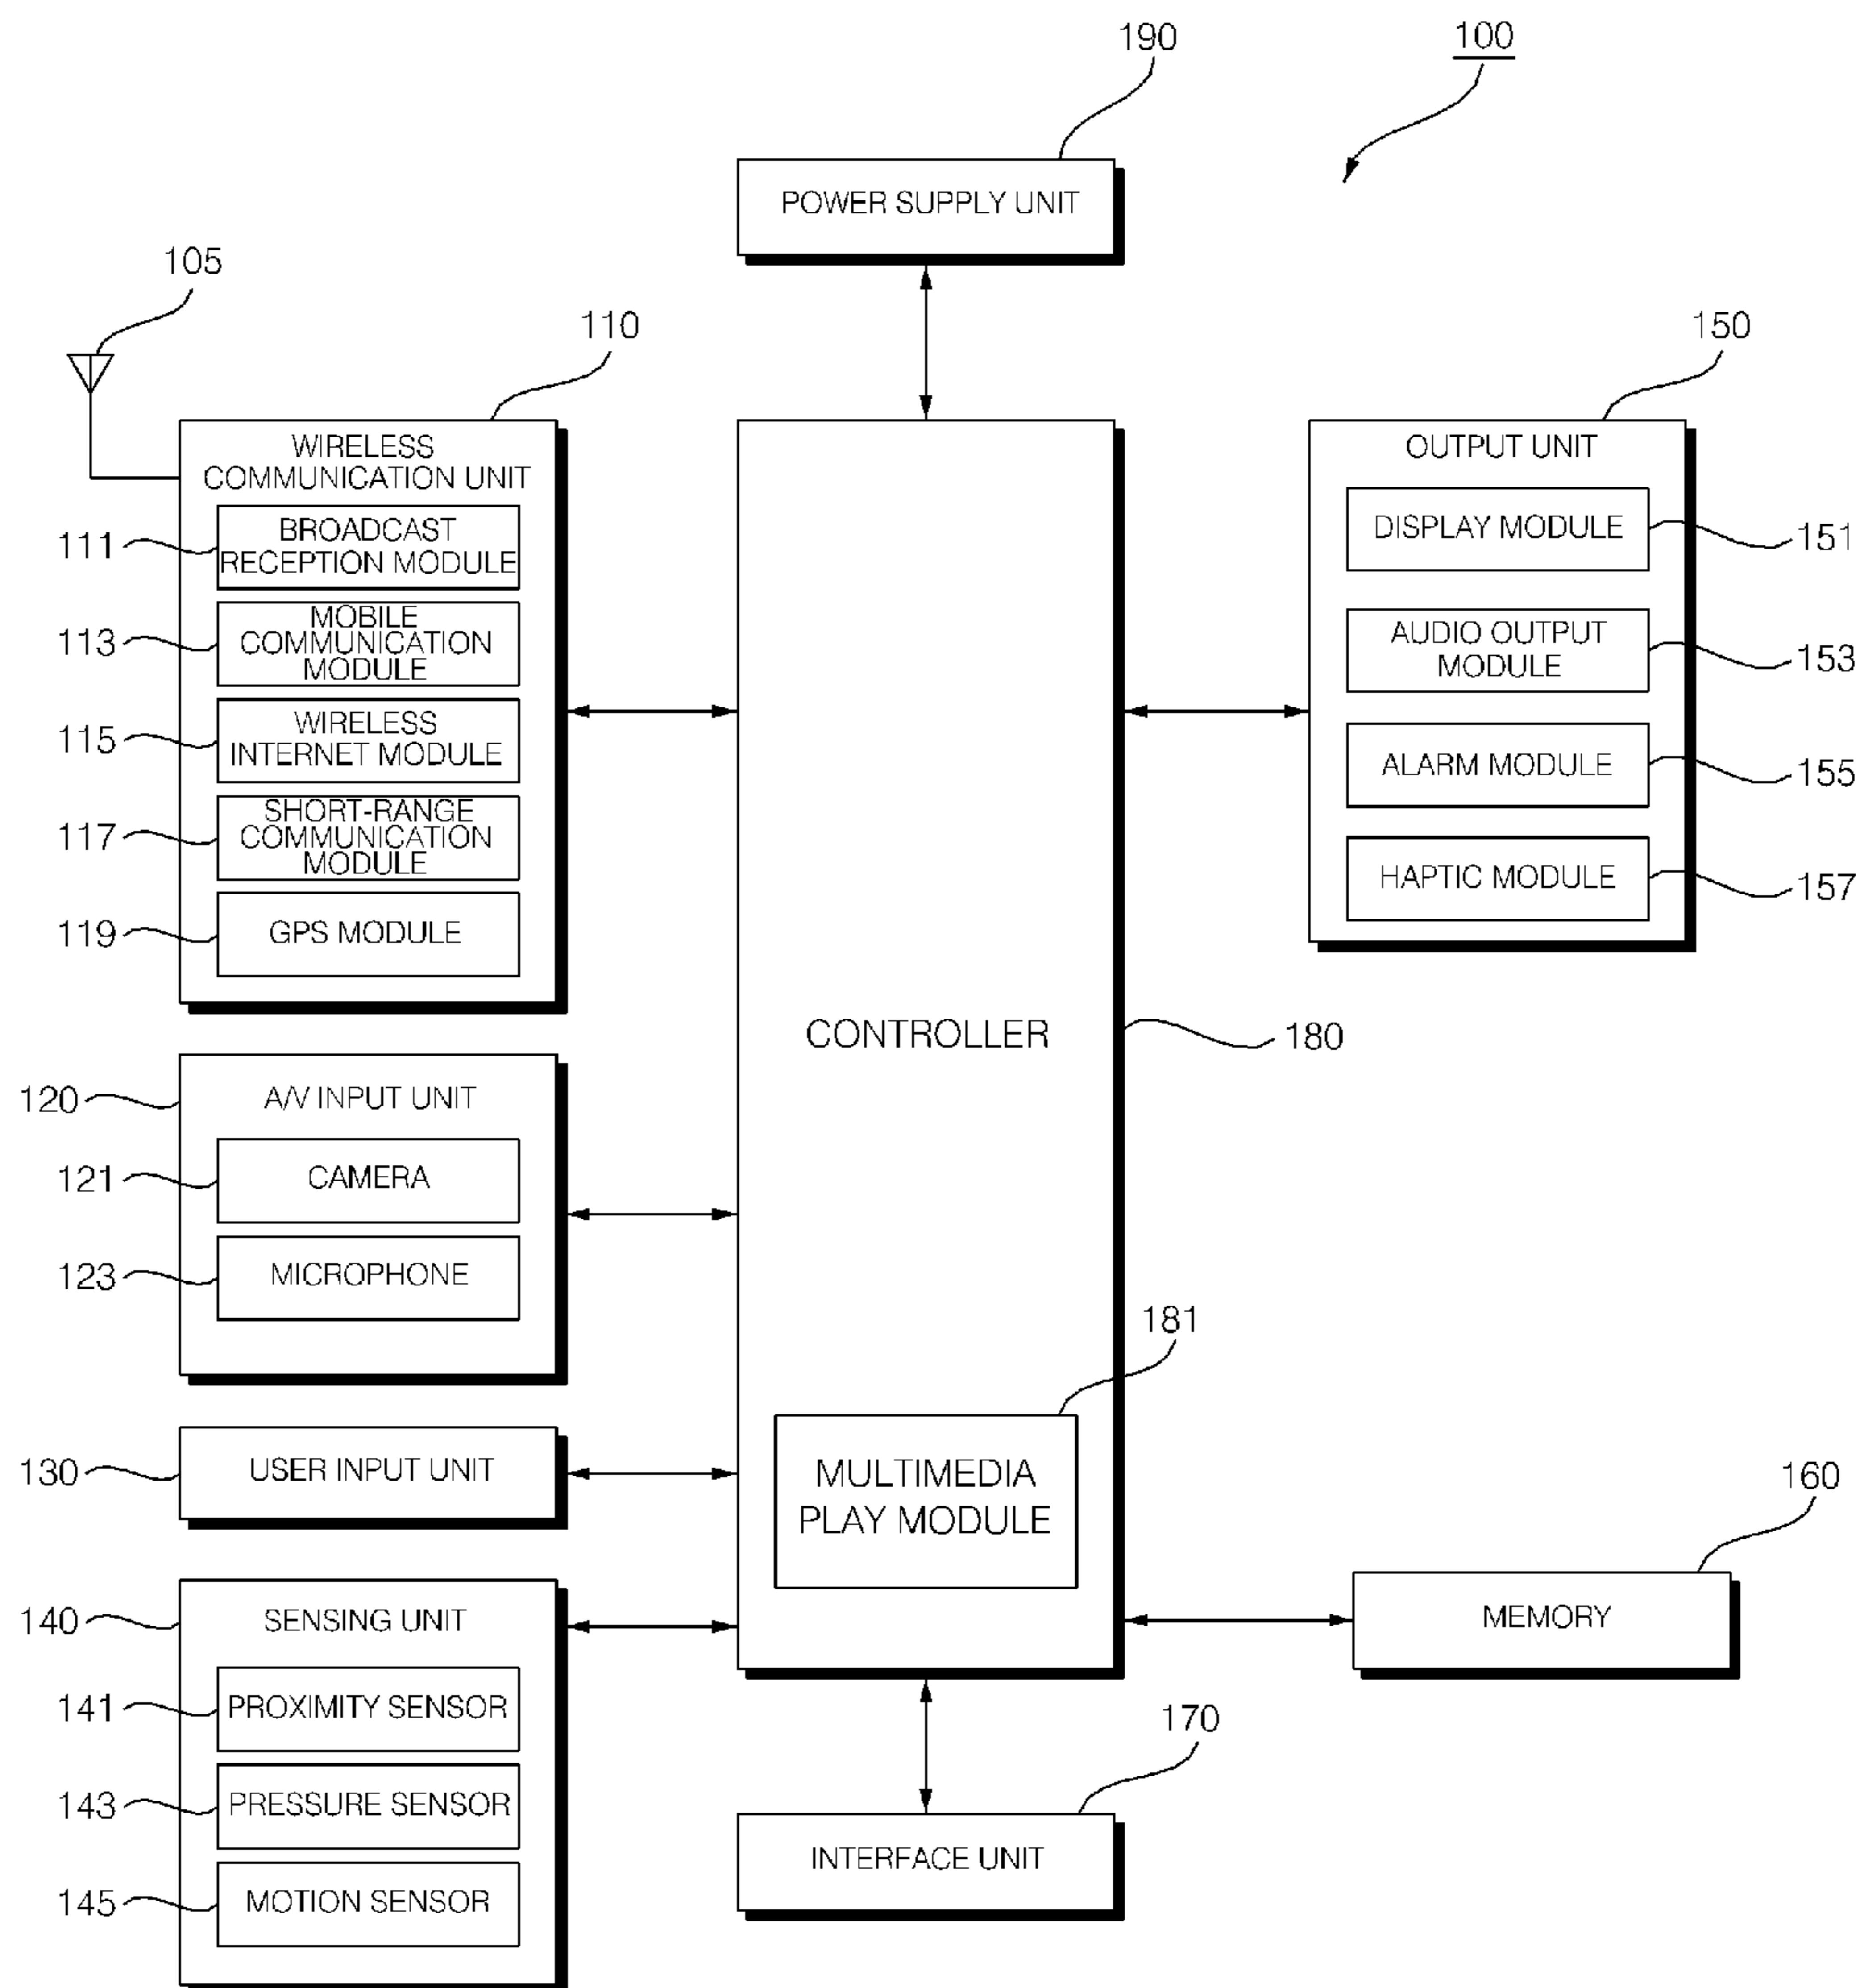 190
100
POWER SUPPLY UNIT
105
110
150
WIRELESS
COMMUNICATION UNIT
OUTPUT UNIT
111
BROADCAST
RECEPTION MODULE
DISPLAY MODULE
151
113
MOBILE
COMMUNICATION
MODULE
AUDIO OUTPUT
MODULE
153
115
WIRELESS
INTERNET MODULE
ALARM MODULE
155
117
SHORT-RANGE
COMMUNICATION
MODULE
HAPTIC MODULE
157
119
GPS MODULE
CONTROLLER
180
120
A/V INPUT UNIT
121
CAMERA
123
MICROPHONE
181
130
USER INPUT UNIT
MULTIMEDIA
PLAY MODULE
160
140
SENSING UNIT
MEMORY
141
PROXIMITY SENSOR
170
143
PRESSURE SENSOR
INTERFACE UNIT
145
MOTION SENSOR